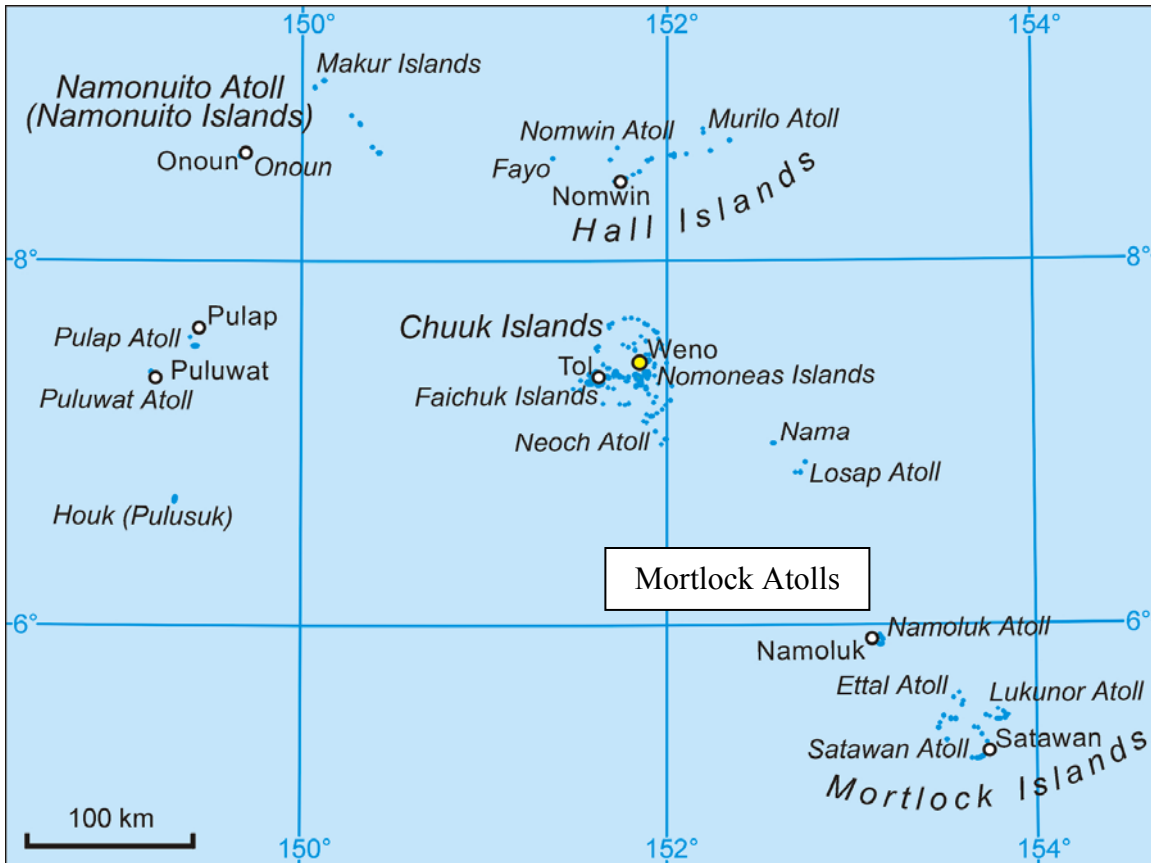 150°
152°
154°
Makur Islands
Namonuito Atoll
(Namonuito Islands)
Onoun
Onoun
Nomwin Atoll
Murilo Atoll
Fayo
Nomwin
Hall Islands
8°
8°
Pulap
Pulap Atoll
Puluwat
Puluwat Atoll
Chuuk Islands
Weno
Tol
Nomoneas Islands
Faichuk Islands
Neoch Atoll
Nama
Losap Atoll
Houk (Pulusuk)
Mortlock Atolls
6°
6°
Namoluk Atoll
Namoluk
Ettal Atoll
Lukunor Atoll
Satawan Atoll
Satawan
Mortlock Islands
100 km
150°
152°
154°